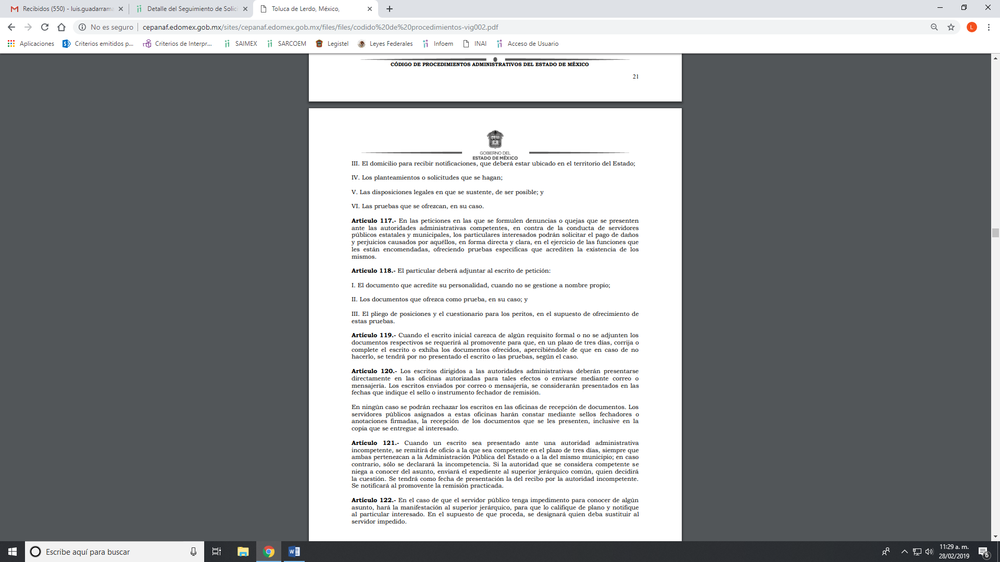 Recibidos (550) - luis.guadarrama
Detalle del Seguimiento de Solici
Toluca de Lerdo, México,
No es seguro | cepanaf.edomex.gob.mx/sites/cepanaf.edomex.gob.mx/files/files/codido%20de%20procedimientos-vig002.pdf
L
Aplicaciones
Criterios emitidos p...
Criterios de Interpr...
SAIMEX
SARCOEM
Legistel
Leyes Federales
Infoem
INAI
Acceso de Usuario
CÓDIGO DE PROCEDIMIENTOS ADMINISTRATIVOS DEL ESTADO DE MÉXICO
21
GOBIERNO DEL
ESTADO DE MÉXICO
III. El domicilio para recibir notificaciones, que deberá estar ubicado en el territorio del Estado;
IV. Los planteamientos o solicitudes que se hagan;
V. Las disposiciones legales en que se sustente, de ser posible; y
VI. Las pruebas que se ofrezcan, en su caso.
Artículo 117.- En las peticiones en las que se formulen denuncias o quejas que se presenten
ante las autoridades administrativas competentes, en contra de la conducta de servidores
públicos estatales y municipales, los particulares interesados podrán solicitar el pago de daños
y perjuicios causados por aquéllos, en forma directa y clara, en el ejercicio de las funciones que
les están encomendadas, ofreciendo pruebas específicas que acrediten la existencia de los
mismos.
Artículo 118.- El particular deberá adjuntar al escrito de petición:
I. El documento que acredite su personalidad, cuando no se gestione a nombre propio;
II. Los documentos que ofrezca como prueba, en su caso; y
III. El pliego de posiciones y el cuestionario para los peritos, en el supuesto de ofrecimiento de
estas pruebas.
Artículo 119.- Cuando el escrito inicial carezca de algún requisito formal o no se adjunten los
documentos respectivos se requerirá al promovente para que, en un plazo de tres días, corrija o
complete el escrito o exhiba los documentos ofrecidos, apercibiéndole de que en caso de no
hacerlo, se tendrá por no presentado el escrito o las pruebas, según el caso.
Artículo 120.- Los escritos dirigidos a las autoridades administrativas deberán presentarse
directamente en las oficinas autorizadas para tales efectos o enviarse mediante correo o
mensajería. Los escritos enviados por correo o mensajería, se considerarán presentados en las
fechas que indique el sello o instrumento fechador de remisión.
En ningún caso se podrán rechazar los escritos en las oficinas de recepción de documentos. Los
servidores públicos asignados a estas oficinas harán constar mediante sellos fechadores o
anotaciones firmadas, la recepción de los documentos que se les presenten, inclusive en la
copia que se entregue al interesado.
Artículo 121.- Cuando un escrito sea presentado ante una autoridad administrativa
incompetente, se remitirá de oficio a la que sea competente en el plazo de tres días, siempre que
ambas pertenezcan a la Administración Pública del Estado o a la del mismo municipio; en caso
contrario, sólo se declarará la incompetencia. Si la autoridad que se considera competente se
niega a conocer del asunto, enviará el expediente al superior jerárquico común, quien decidirá
la cuestión. Se tendrá como fecha de presentación la del recibo por la autoridad incompetente.
Se notificará al promovente la remisión practicada.
Artículo 122.- En el caso de que el servidor público tenga impedimento para conocer de algún
asunto, hará la manifestación al superior jerárquico, para que lo califique de plano y notifique
al particular interesado. En el supuesto de que proceda, se designará quien deba sustituir al
servidor impedido.
Escribe aquí para buscar
11:29 a. m.
28/02/2019
6